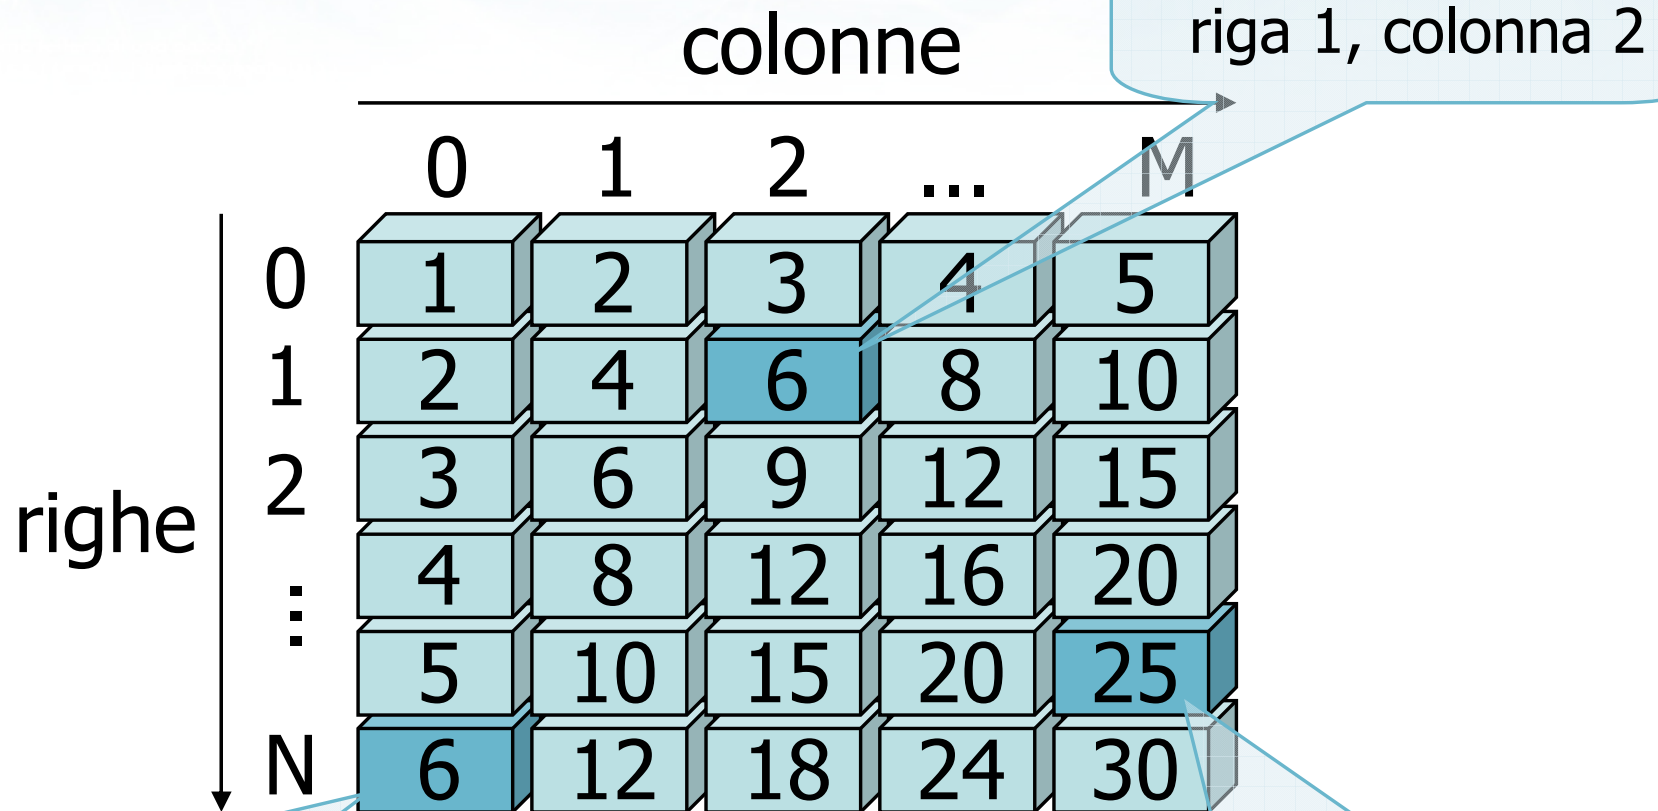 colonne
riga 1, colonna 2
0 1 2 ... M
0 1 2 3 4 5
1 2 4 6 8 10
2 3 6 9 12 15
righe
4 8 12 16 20
⋮
5 10 15 20 25
N 6 12 18 24 30